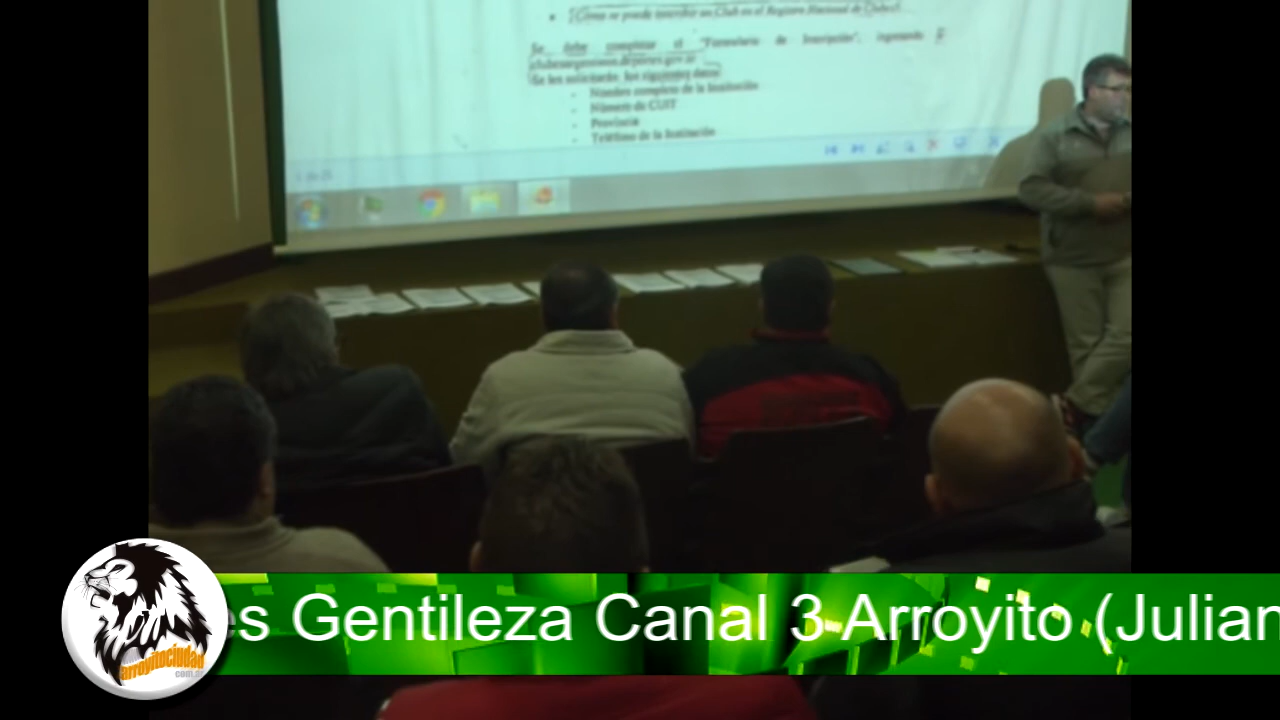 ¿Cómo se puede inscribir un Club en el Registro Nacional de Clubes?
Se debe completar el "Formulario de Inscripción", ingresando
Se les solicitarán los siguientes datos
- Nombre completo de la Institución
- Número de CUIT
- Provincia
- Teléfono de la Institución
es Gentileza Canal 3 Arroyito (Julian
arroyitociudad
com.ar